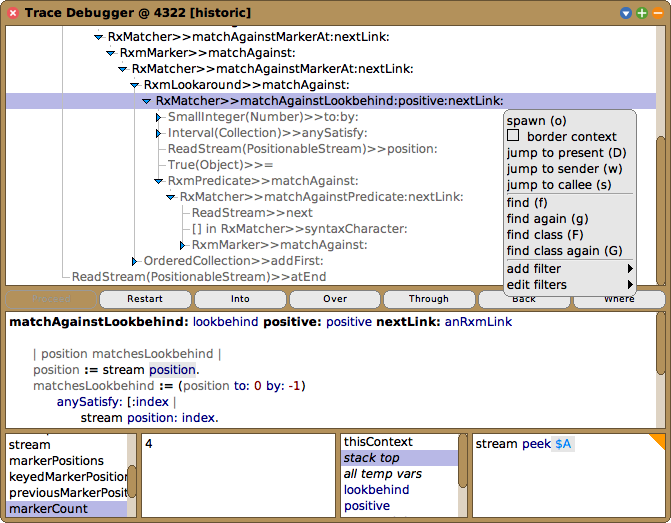 Trace Debugger @ 4322 [historic]
RxMatcher>>matchAgainstMarkerAt:nextLink:
RxmMarker>>matchAgainst:
RxMatcher>>matchAgainstMarkerAt:nextLink:
RxmLookaround>>matchAgainst:
RxMatcher>>matchAgainstLookbehind:positive:nextLink:
SmallInteger(Number)>>to:by:
Interval(Collection)>>anySatisfy:
ReadStream(PositionableStream)>>position:
True(Object)>>=
RxmPredicate>>matchAgainst:
RxMatcher>>matchAgainstPredicate:nextLink:
ReadStream>>next
[] in RxMatcher>>syntaxCharacter:
RxmMarker>>matchAgainst:
OrderedCollection>>addFirst:
ReadStream(PositionableStream)>>atEnd
spawn (o)
border context
jump to present (D)
jump to sender (w)
jump to callee (s)
find (f)
find again (g)
find class (F)
find class again (G)
add filter
edit filters
Restart
Into
Over
Through
Back
Where
matchAgainstLookbehind: lookbehind positive: positive nextLink: anRxmLink
| position matchesLookbehind |
position := stream position.
matchesLookbehind := (position to: 0 by: -1)
anySatisfy: [:index |
stream position: index.
stream
markerPositions
keyedMarkerPosition
previousMarkerPosit
markerCount
4
thisContext
stack top
all temp vars
lookbehind
positive
stream peek $A